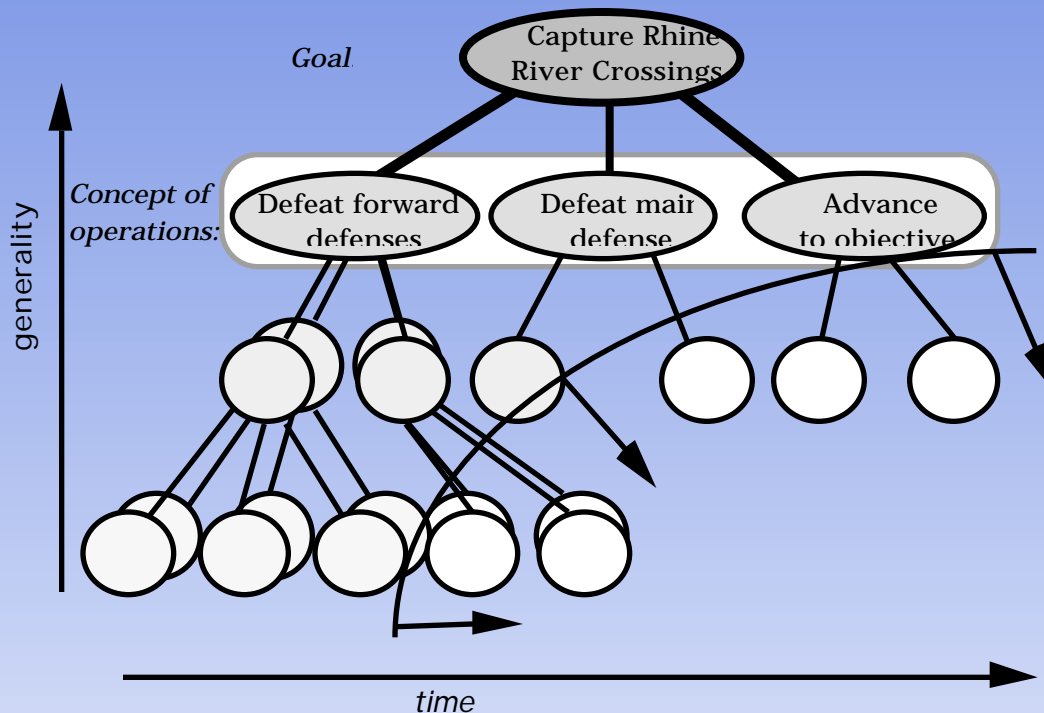 Goal:
Capture Rhine
River Crossings
Concept of
operations:
Defeat forward
defenses
Defeat main
defense
Advance
to objective
generality
time